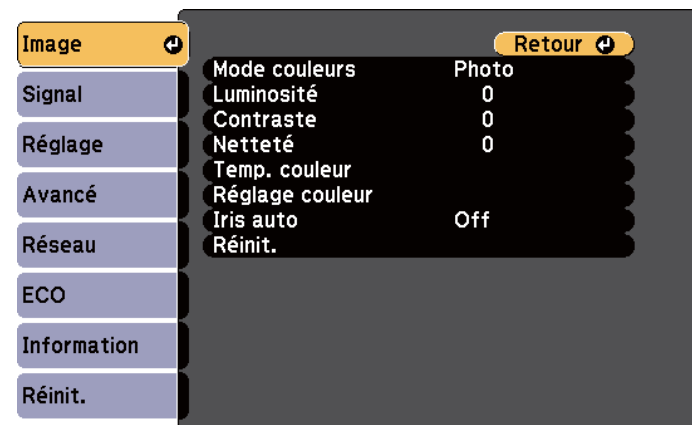 Image
Signal
Réglage
Avancé
Réseau
ECO
Information
Réinit.
Retour
Mode couleurs Photo
Luminosité 0
Contraste 0
Netteté 0
Temp. couleur
Réglage couleur
Iris auto Off
Réinit.